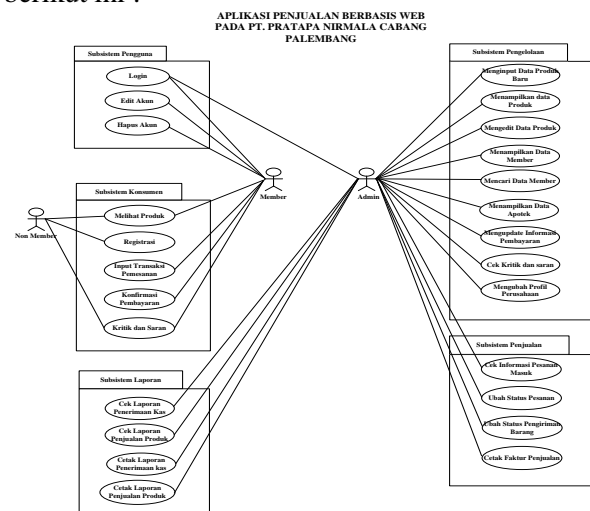 berikut ini :
APLIKASI PENJUALAN BERBASIS WEB
PADA PT. PRATAPA NIRMALA CABANG
PALEMBANG
Subsistem Pengguna
Login
Edit Akun
Hapus Akun
Subsistem Konsumen
Melihat Produk
Registrasi
Input Transaksi
Pemesanan
Konfirmasi
Pembayaran
Kritik dan Saran
Non Member
Member
Admin
Subsistem Laporan
Cek Laporan
Penerimaan Kas
Cek Laporan
Penjualan Produk
Cetak Laporan
Penerimaan kas
Cetak Laporan
Penjualan Produk
Subsistem Pengelolaan
Menginput Data Produk
Baru
Menampilkan data
Produk
Mengedit Data Produk
Menampilkan Data
Member
Mencari Data Member
Menampilkan Data
Apotek
Mengupdate Informasi
Pembayaran
Cek Kritik dan saran
Mengubah Profil
Perusahaan
Subsistem Penjualan
Cek Informasi Pesanan
Masuk
Ubah Status Pesanan
Ubah Status Pengiriman
Barang
Cetak Faktur Penjualan